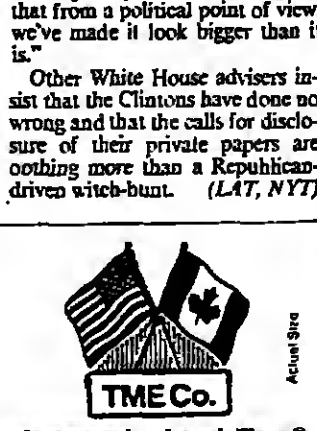 that from a political point of view
we've made it look bigger than it
is."
Other White House advisers in-
sist that the Clintons have done no
wrong and that the calls for disclo-
sure of their private papers are
nothing more than a Republican-
driven witch-hunt. (LAT, NYT)
TME Co.
Actual Size